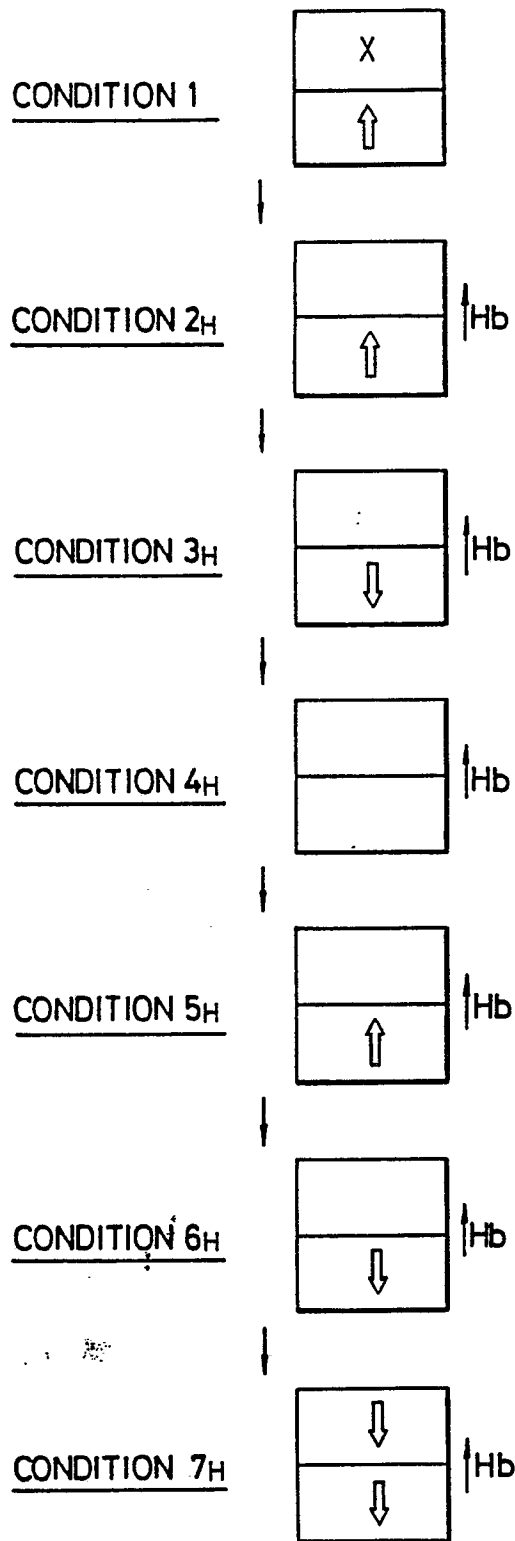 CONDITION 1
X
CONDITION 2H
Hb
CONDITION 3H
Hb
CONDITION 4H
Hb
CONDITION 5H
Hb
CONDITION 6H
Hb
CONDITION 7H
Hb